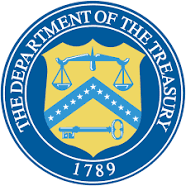 THE DEPARTMENT OF THE TREASURY
1789